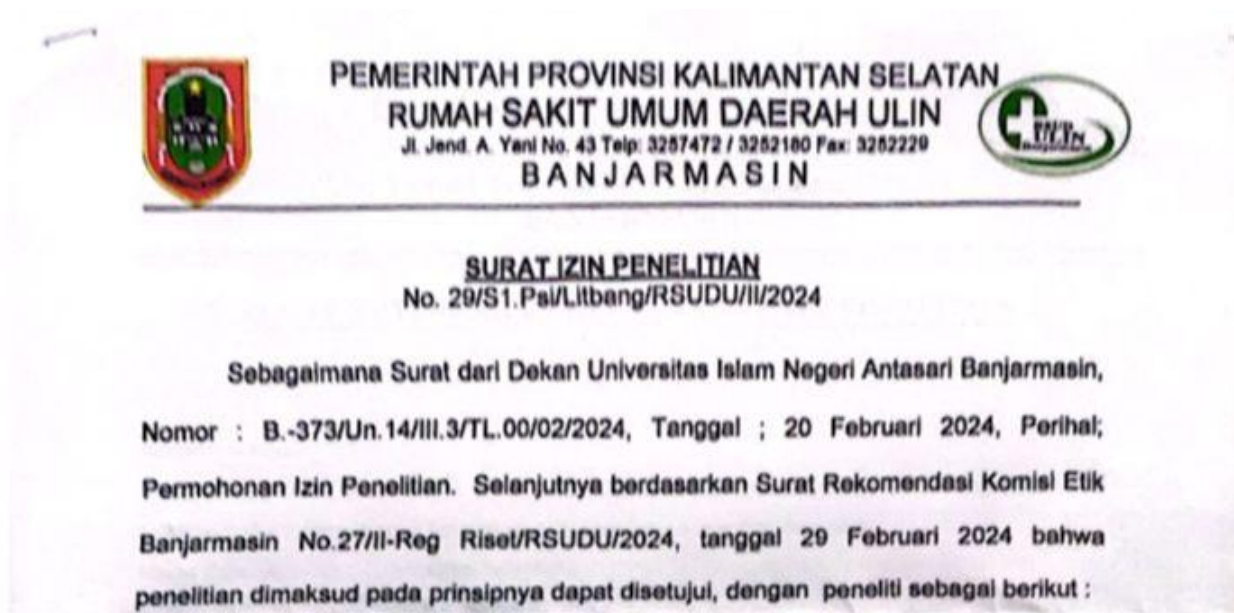 PEMERINTAH PROVINSI KALIMANTAN SELATAN
RUMAH SAKIT UMUM DAERAH ULIN
Jl. Jend. A. Yani No. 43 Telp: 3257472 / 3252180 Fax: 3252229
BANJARMASIN
ULIN
SURAT IZIN PENELITIAN
No. 29/S1.Psi/Litbang/RSUDU/II/2024
Sebagaimana Surat dari Dekan Universitas Islam Negeri Antasari Banjarmasin,
Nomor : B.-373/Un.14/III.3/TL.00/02/2024, Tanggal ; 20 Februari 2024, Perihal;
Permohonan Izin Penelitian. Selanjutnya berdasarkan Surat Rekomendasi Komisi Etik
Banjarmasin No.27/II-Reg Riset/RSUDU/2024, tanggal 29 Februari 2024 bahwa
penelitian dimaksud pada prinsipnya dapat disetujui, dengan peneliti sebagai berikut :